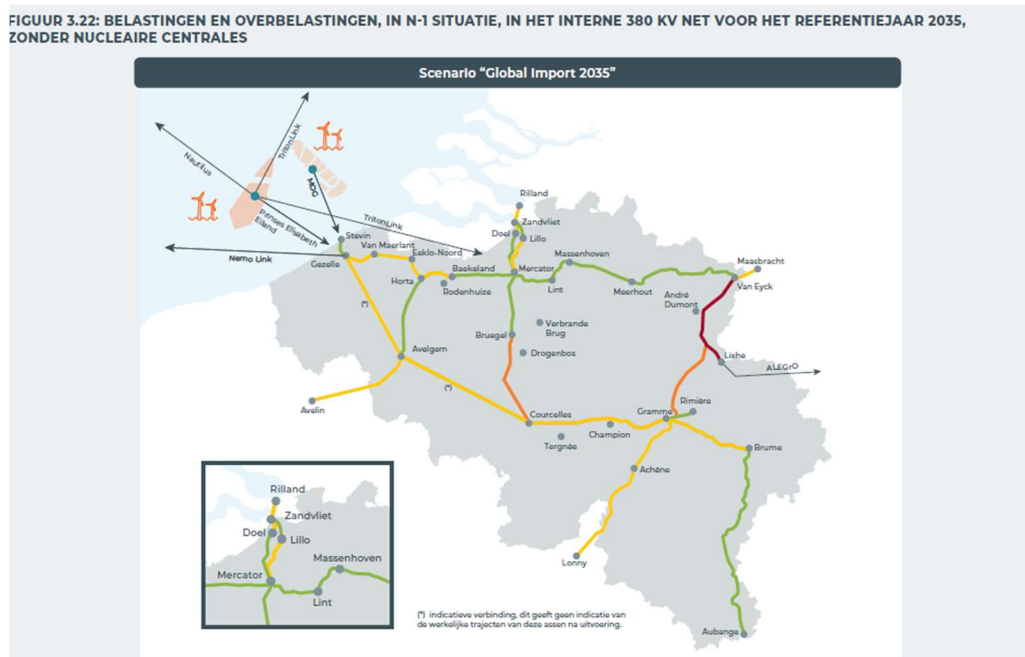 FIGUUR 3.22: BELASTINGEN EN OVERBELASTINGEN, IN N-1 SITUATIE, IN HET INTERNE 380 KV NET VOOR HET REFERENTIEJAAR 2035,
ZONDER NUCLEAIRE CENTRALES
Scenario “Global Import 2035”
Nautilus
TritonLink
MOG
Prinses Elisabeth
Eiland
TritonLink
Nemo Link
Stevin
Van Maerlant
Gezelle
Eeklo-Noord
Horta
Baekeland
Rodenhuize
Rilland
Zandvliet
Doel
Lillo
Mercator
Massenhoven
Lint
Meerhout
Maasbracht
Van Eyck
André
Dumont
(*)
Bruegel
Verbrande
Brug
Drogenbos
Avelgem
Lixhe
ALEGrO
(*)
Avelin
Courcelles
Gramme
Rimière
Tergnée
Champion
Brume
Achêne
Lonny
Aubange
Rilland
Zandvliet
Doel
Lillo
Massenhoven
Mercator
Lint
(*) indicatieve verbinding, dit geeft geen indicatie van
de werkelijke trajecten van deze assen na uitvoering.